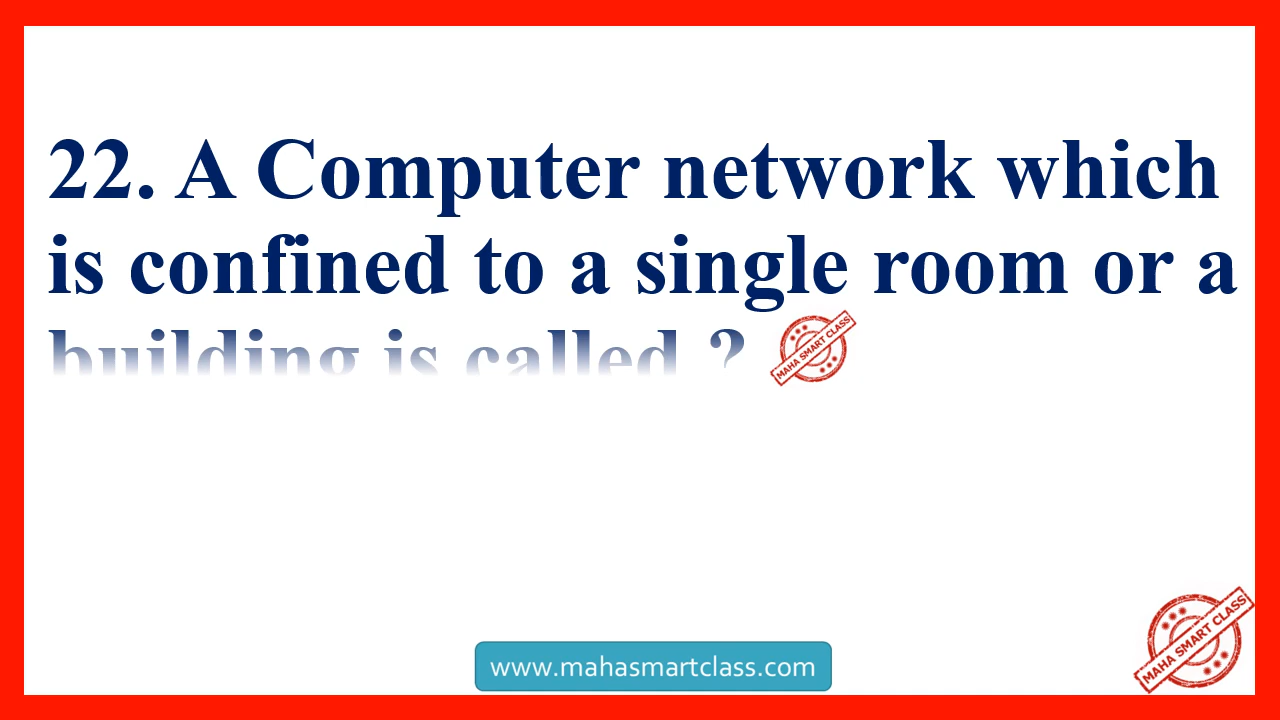 22. A Computer network which
is confined to a single room or a
building is called ?
MAHA SMART CLASS
www.mahasmartclass.com
MAHA SMART CLASS